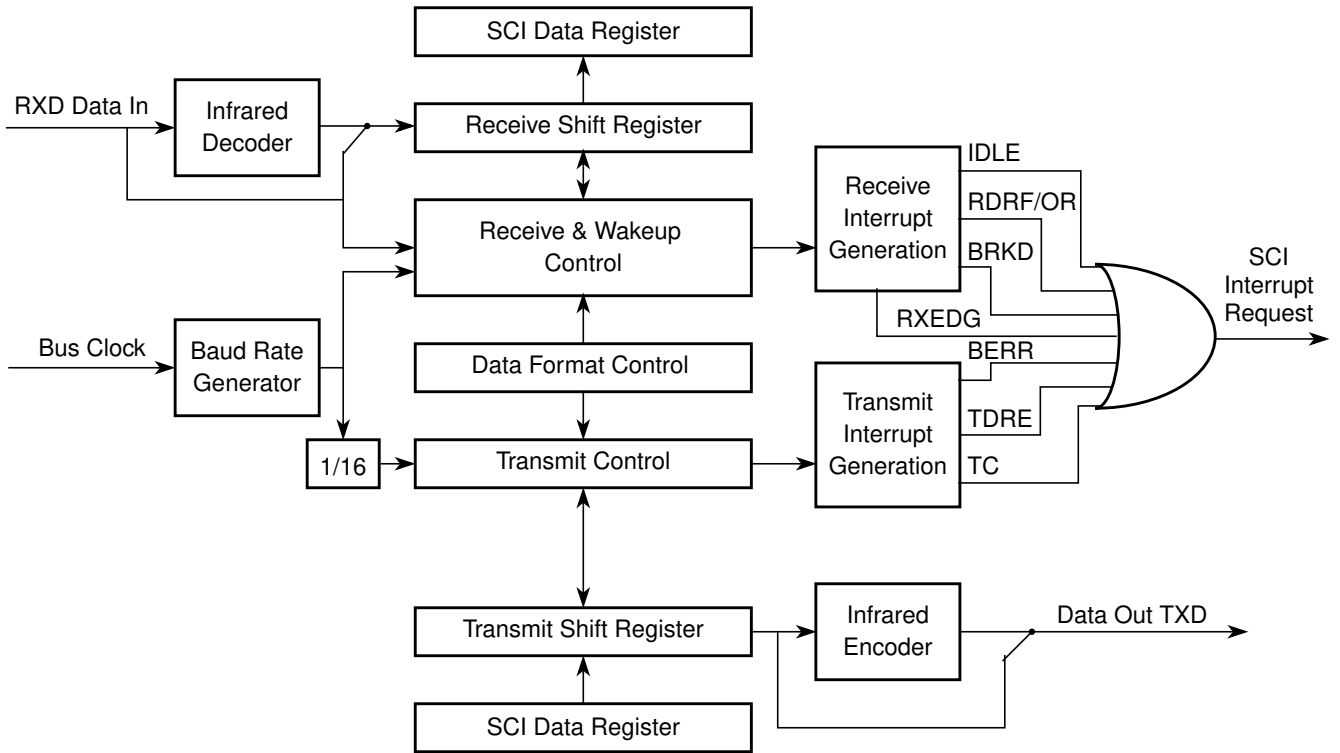 SCI Data Register
RXD Data In
Infrared
Decoder
Receive Shift Register
Receive & Wakeup
Control
Receive
Interrupt
Generation
IDLE
RDRF/OR
BRKD
RXEDG
SCI
Interrupt
Request
Bus Clock
Baud Rate
Generator
Data Format Control
BERR
1/16
Transmit Control
Transmit
Interrupt
Generation
TDRE
TC
Transmit Shift Register
Infrared
Encoder
Data Out TXD
SCI Data Register